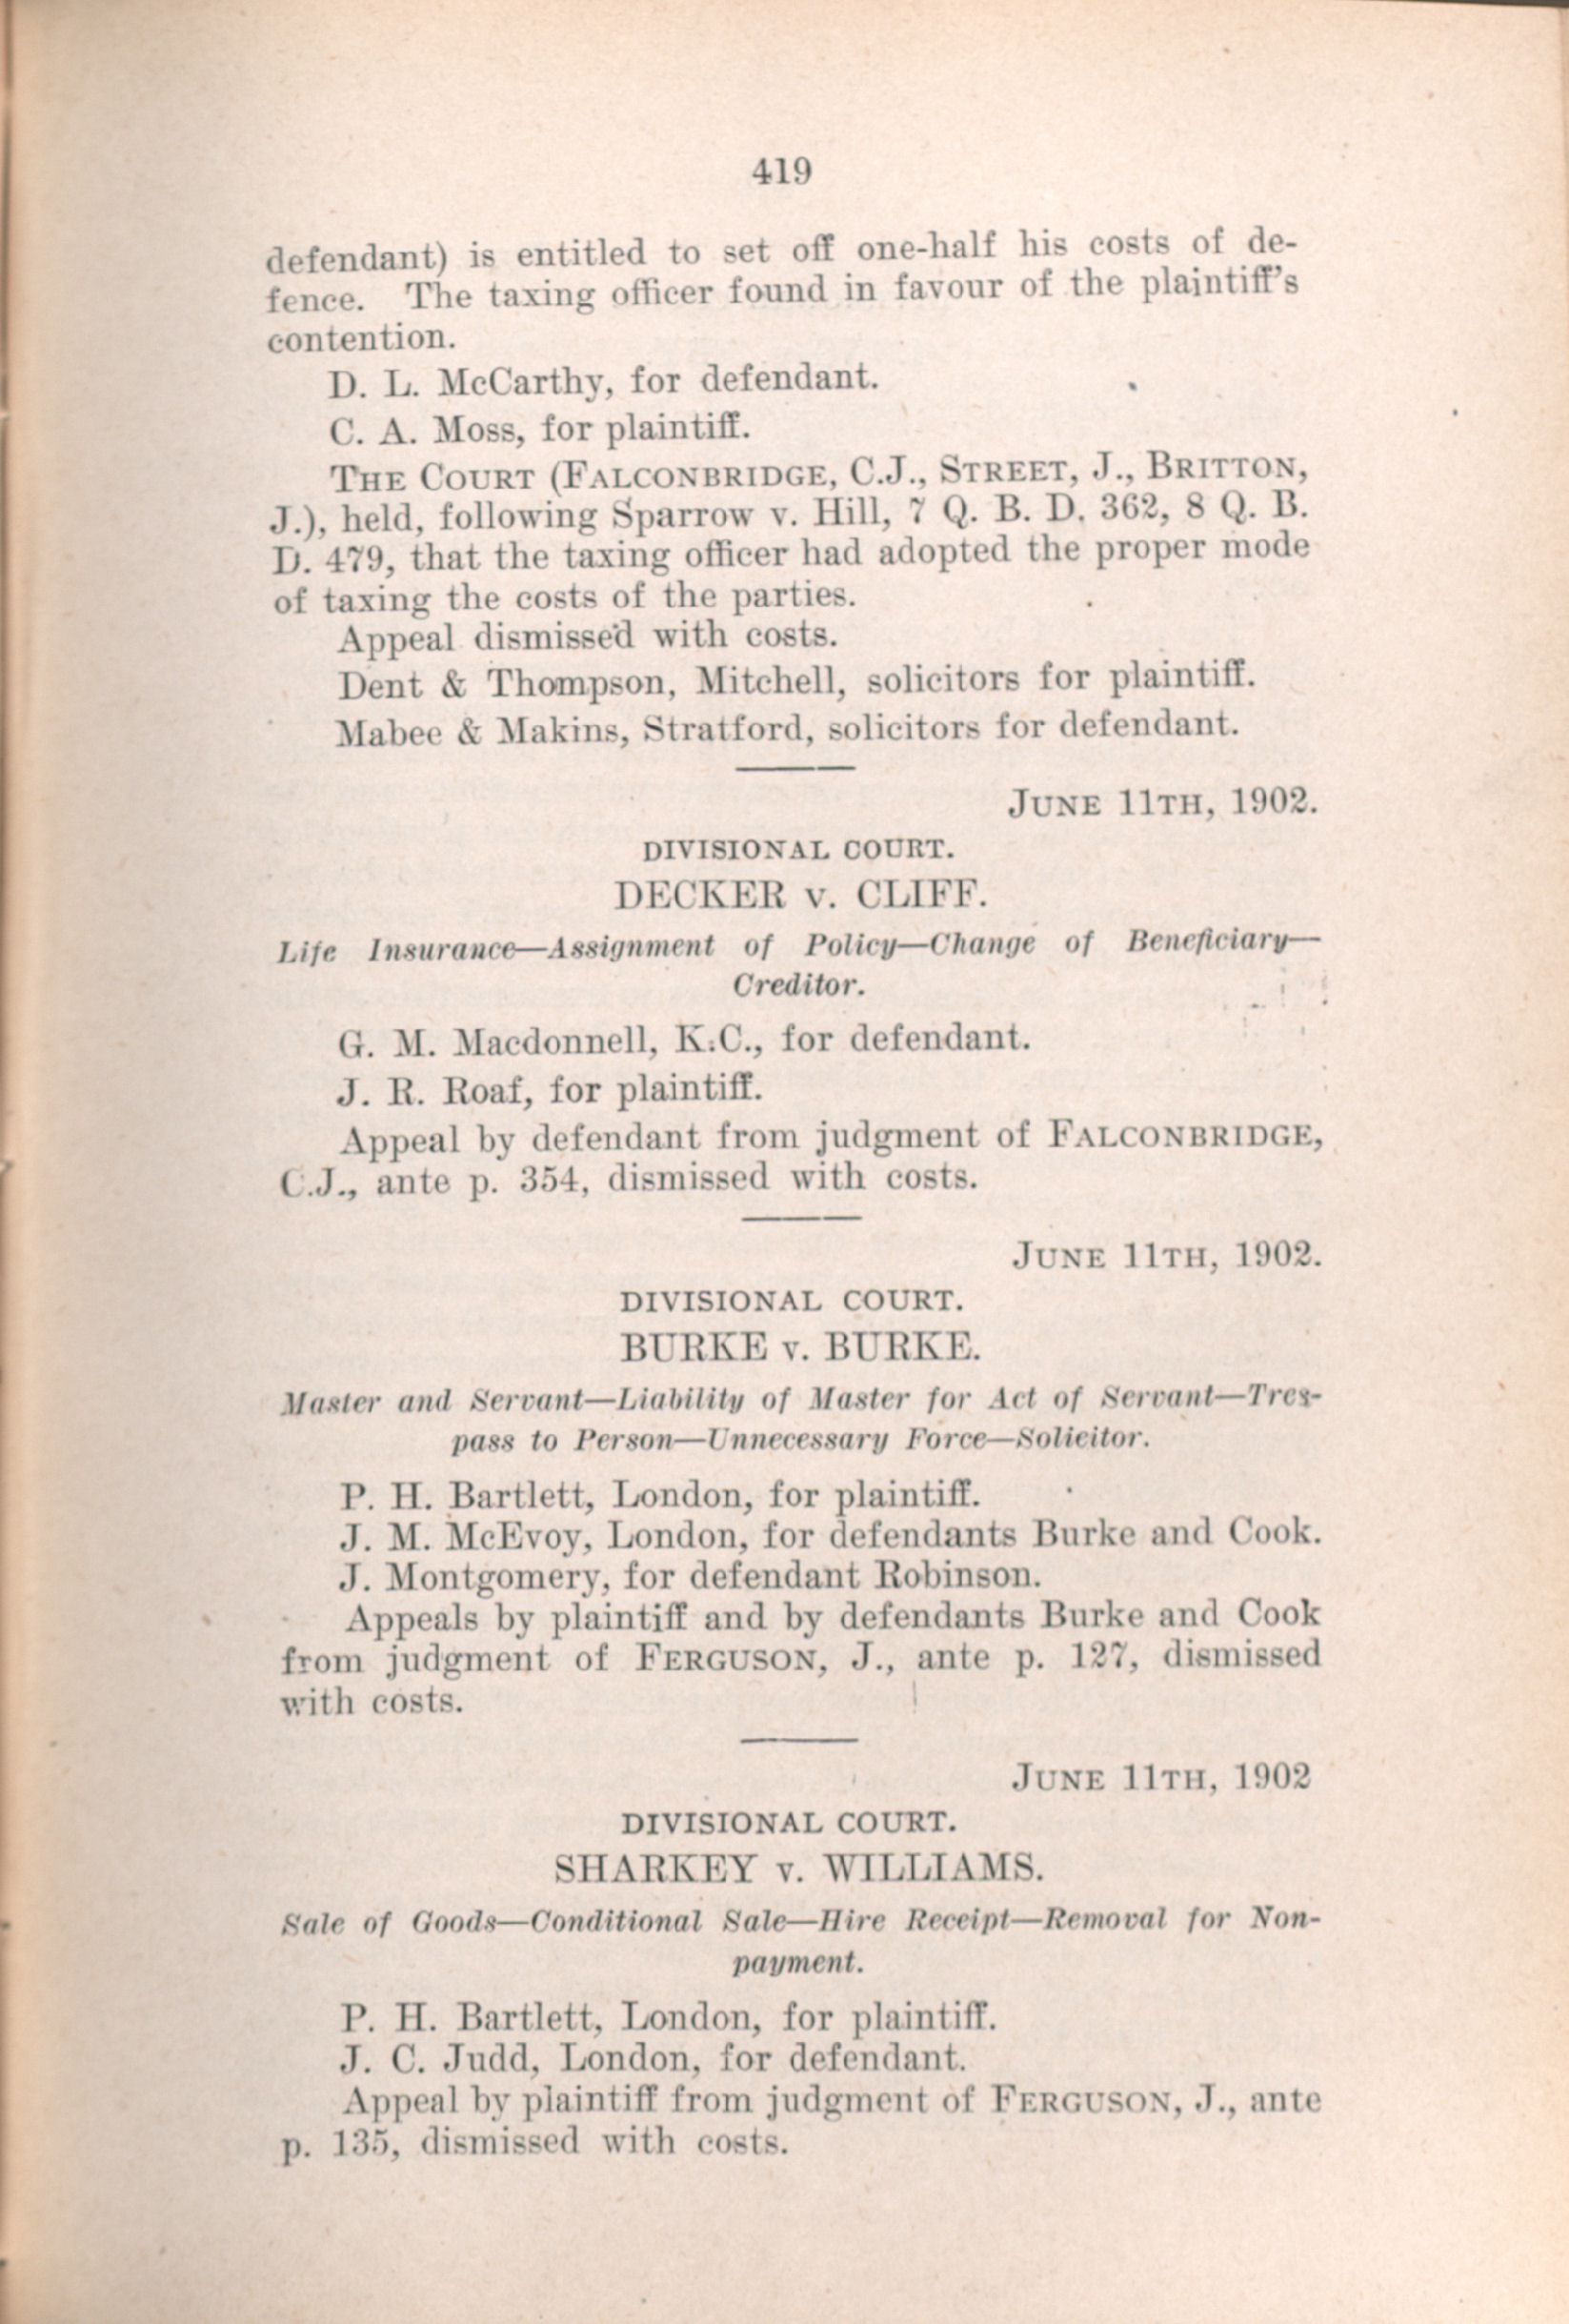 419
defendant) is entitled to set off one-half his costs of de-
fence. The taxing officer found in favour of the plaintiff's
contention.
D. L. McCarthy, for defendant.
C. A. Moss, for plaintiff.
THE COURT (FALCONBRIDGE, C.J., STREET, J., BRITTON,
J.), held, following Sparrow v. Hill, 7 Q. B. D. 362, 8 Q. B.
D. 479, that the taxing officer had adopted the proper mode
of taxing the costs of the parties.
Appeal dismissed with costs.
Dent & Thompson, Mitchell, solicitors for plaintiff.
Mabee & Makins, Stratford, solicitors for defendant.
JUNE 11TH, 1902.
DIVISIONAL COURT.
DECKER v. CLIFF.
Life Insurance—Assignment of Policy—Change of Beneficiary—
Creditor.
G. M. Macdonnell, K.C., for defendant.
J. R. Roaf, for plaintiff.
Appeal by defendant from judgment of FALCONBRIDGE,
C.J., ante p. 354, dismissed with costs.
JUNE 11TH, 1902.
DIVISIONAL COURT.
BURKE v. BURKE.
Master and Servant—Liability of Master for Act of Servant—Tres-
pass to Person—Unnecessary Force—Solicitor.
P. H. Bartlett, London, for plaintiff.
J. M. McEvoy, London, for defendants Burke and Cook.
J. Montgomery, for defendant Robinson.
Appeals by plaintiff and by defendants Burke and Cook
from judgment of FERGUSON, J., ante p. 127, dismissed
with costs.
JUNE 11TH, 1902
DIVISIONAL COURT.
SHARKEY v. WILLIAMS.
Sale of Goods—Conditional Sale—Hire Receipt—Removal for Non-
payment.
P. H. Bartlett, London, for plaintiff.
J. C. Judd, London, for defendant.
Appeal by plaintiff from judgment of FERGUSON, J., ante
p. 135, dismissed with costs.